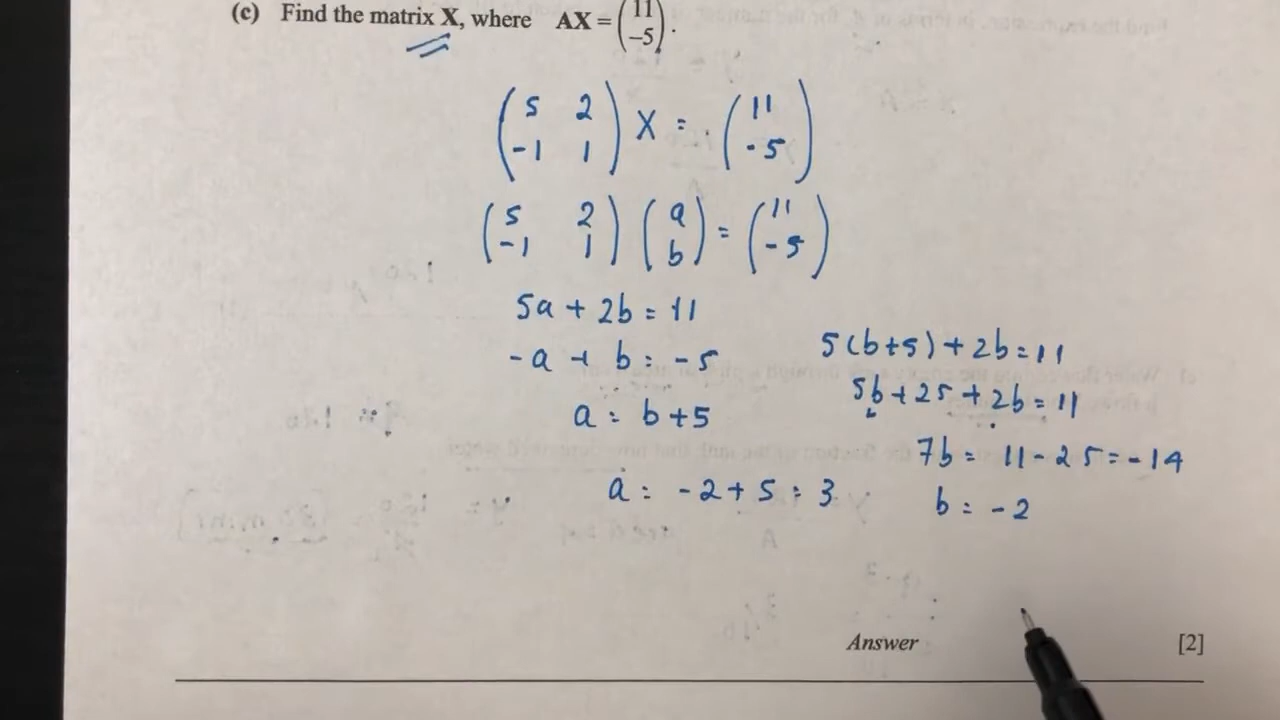 (c) Find the matrix X, where AX = (11 -5).
(5 2 -1 1) X = (11 -5)
(5 2 -1 1) (a b) = (11 -5)
5a + 2b = 11
-a + b = -5
a = b + 5
5(b+5) + 2b = 11
5b + 25 + 2b = 11
7b = 11 - 25 = -14
b = -2
a = -2 + 5 = 3
Answer [2]